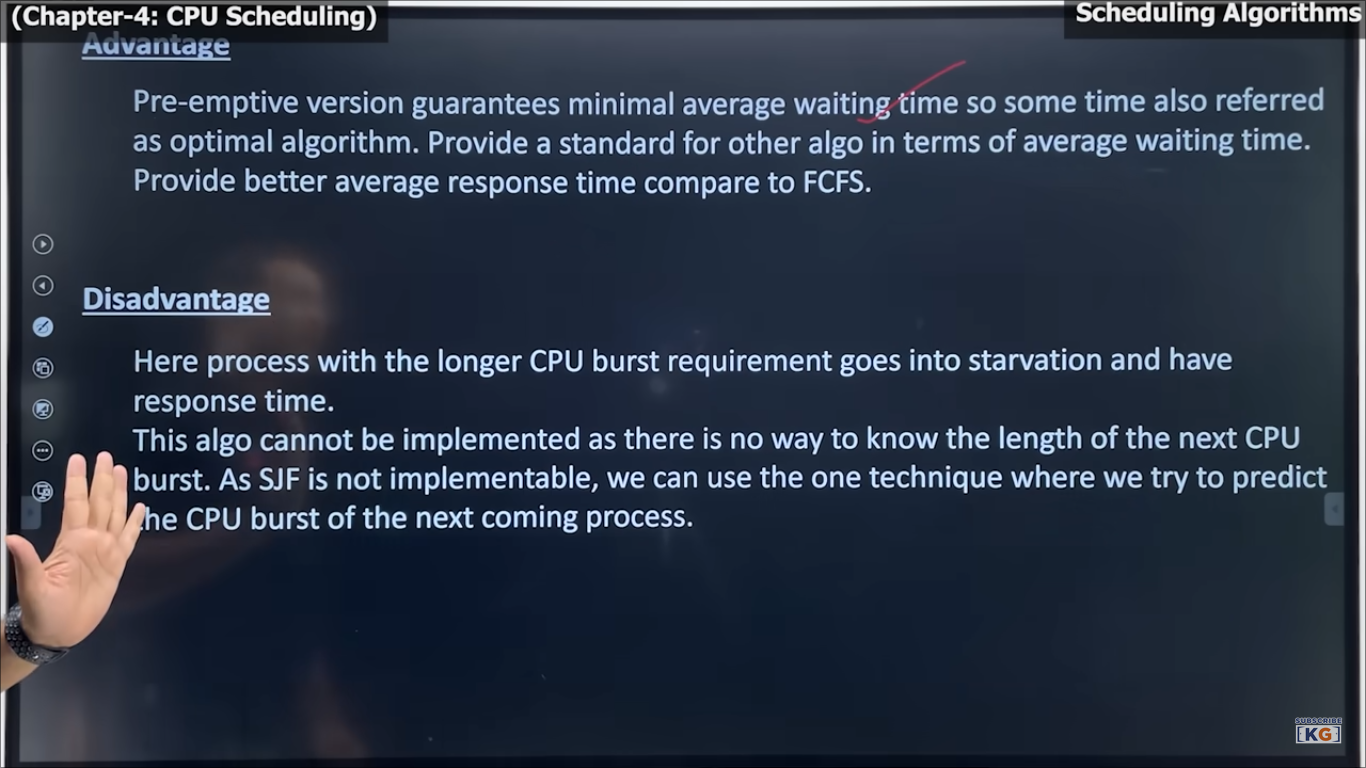 (Chapter-4: CPU Scheduling)
Scheduling Algorithms
Advantage
Pre-emptive version guarantees minimal average waiting time so some time also referred
as optimal algorithm. Provide a standard for other algo in terms of average waiting time.
Provide better average response time compare to FCFS.
Disadvantage
Here process with the longer CPU burst requirement goes into starvation and have
response time.
This algo cannot be implemented as there is no way to know the length of the next CPU
burst. As SJF is not implementable, we can use the one technique where we try to predict
the CPU burst of the next coming process.
SUBSCRIBE
KG